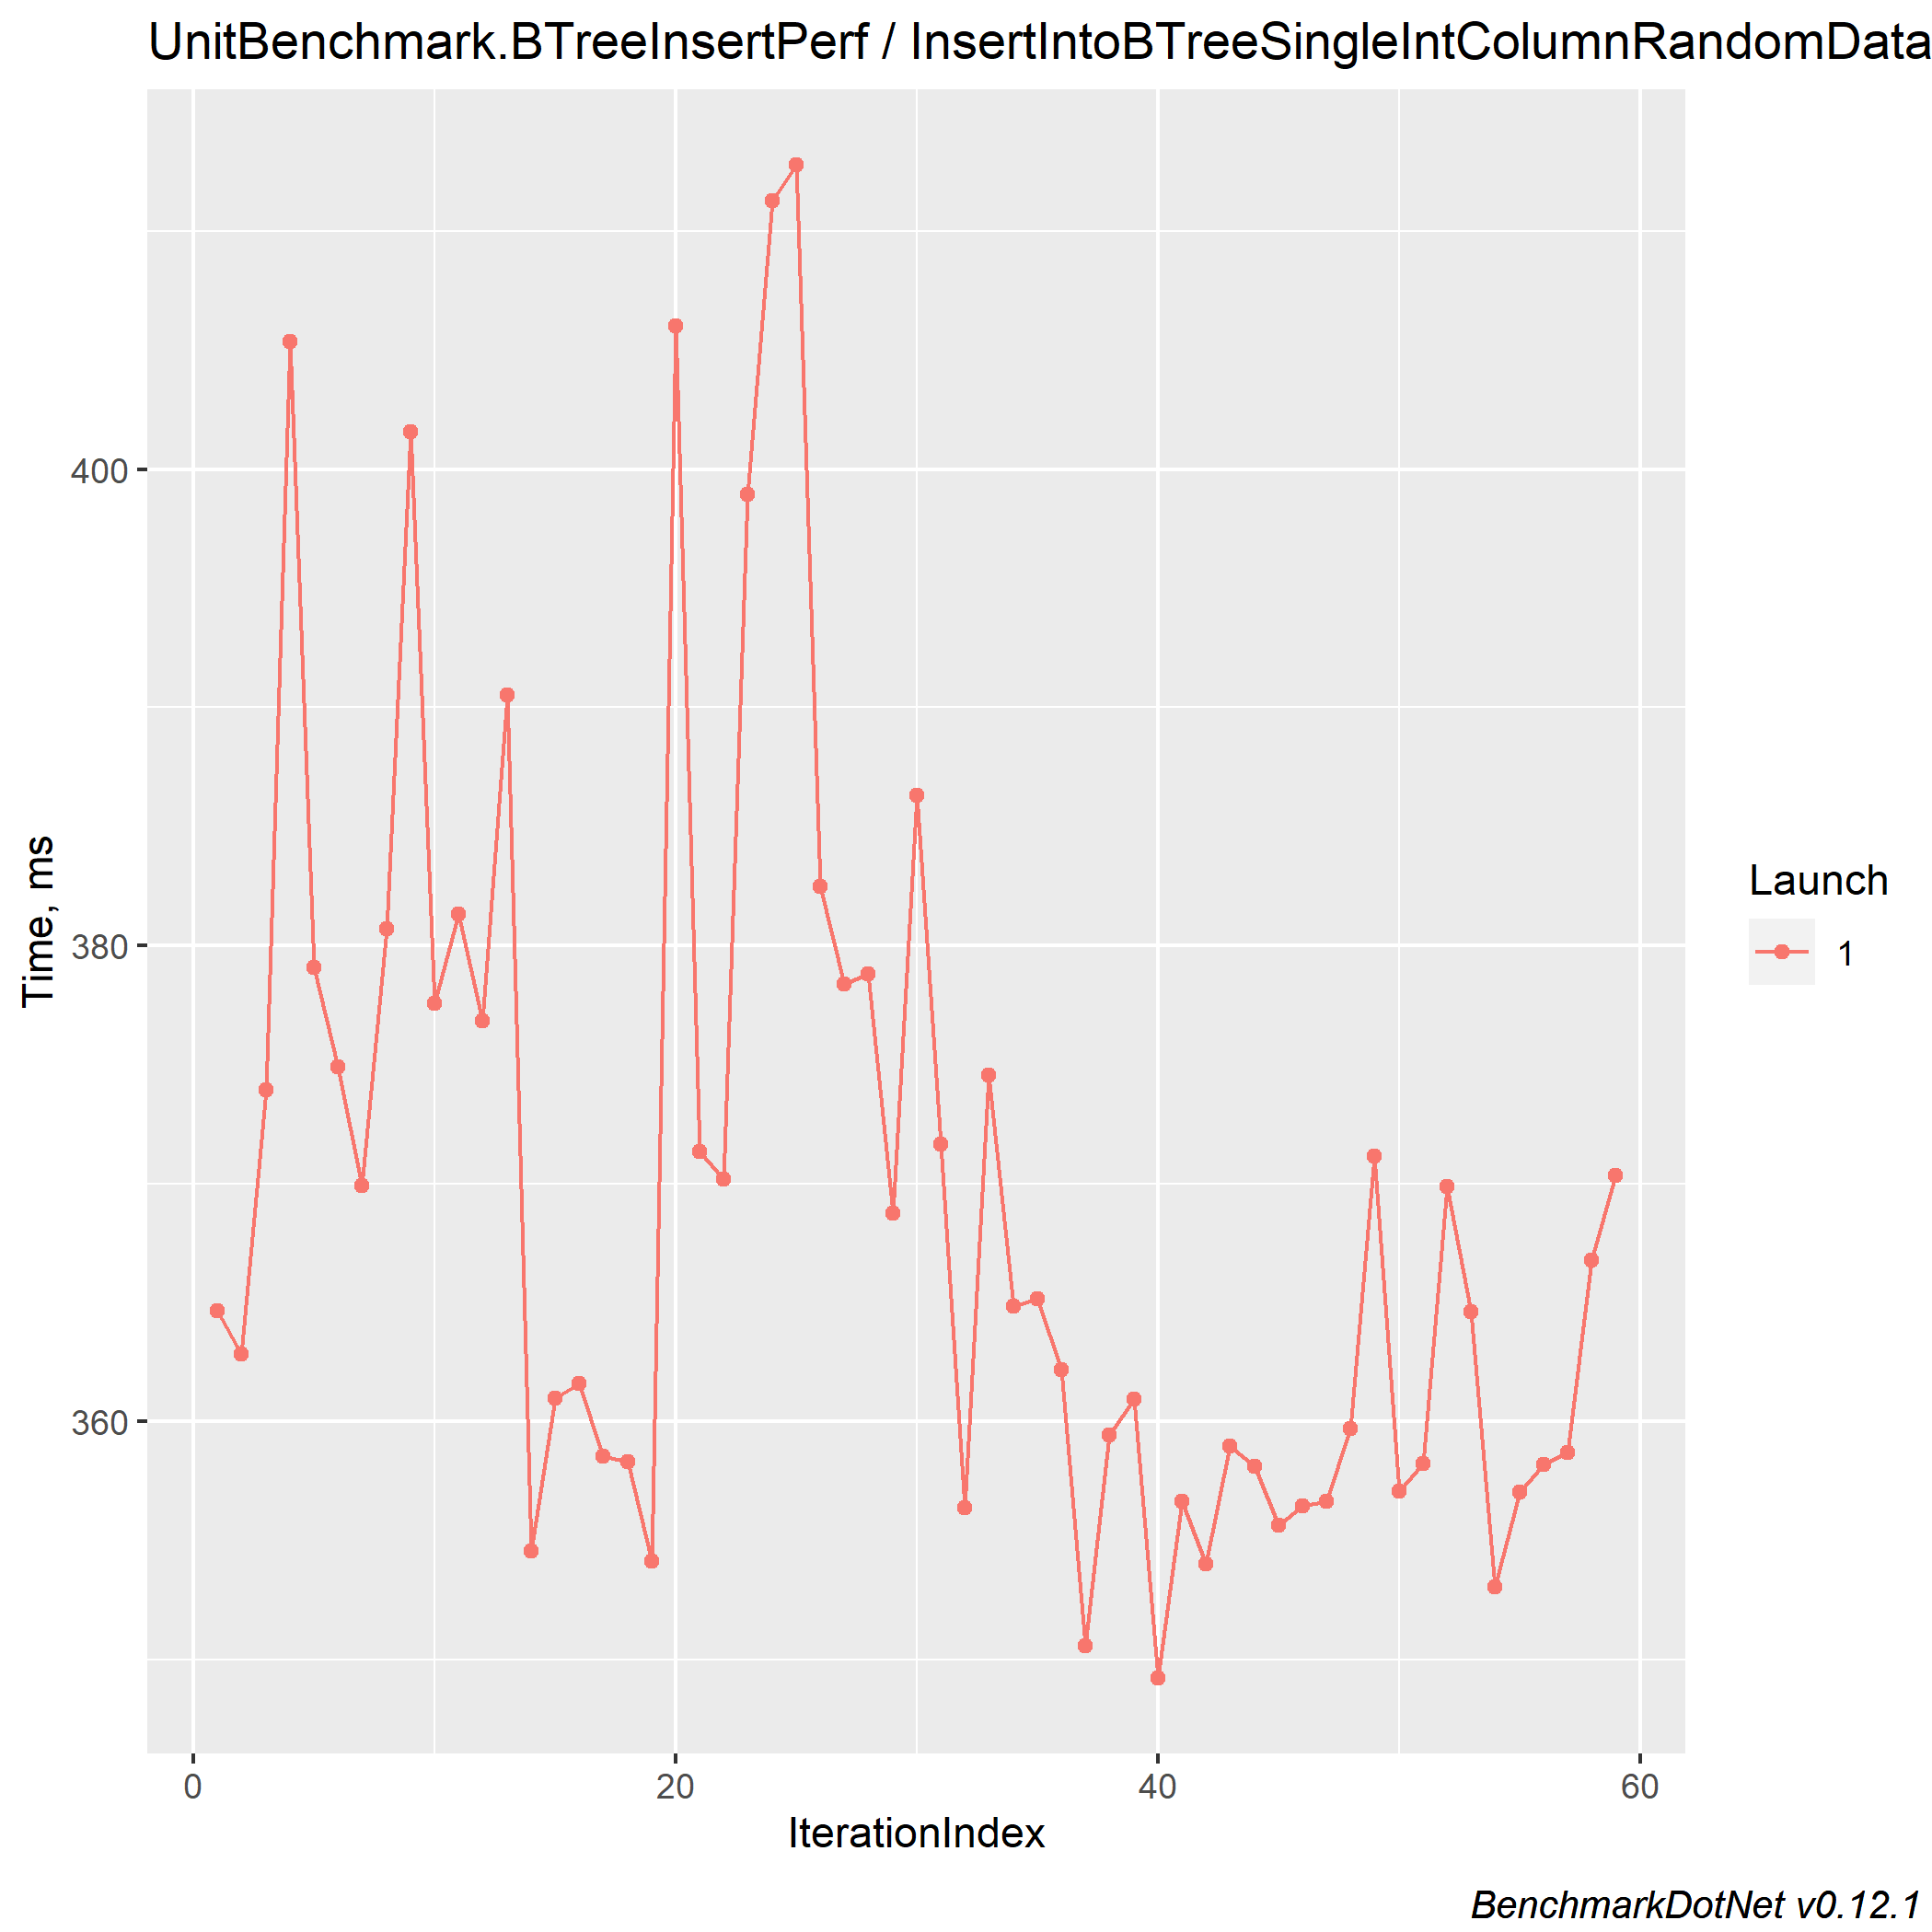 UnitBenchmark.BTreeInsertPerf / InsertIntoBTreeSingleIntColumnRandomData
Time, ms
400
380
360
0 20 40 60
IterationIndex
Launch
1
BenchmarkDotNet v0.12.1